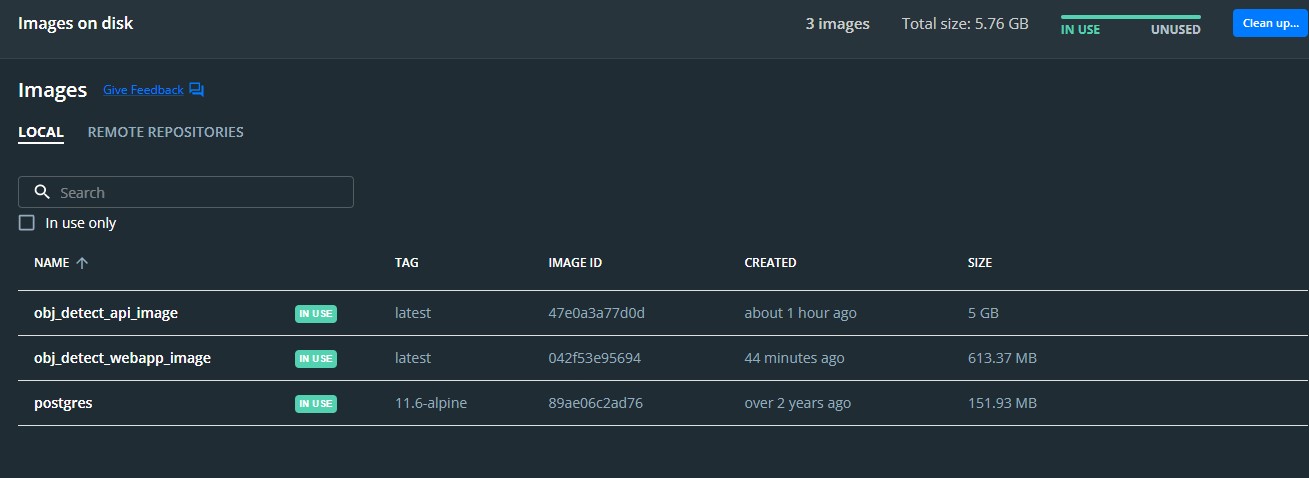 Images on disk 3 images Total size: 5.76 GB IN USE UNUSED Clean up...
Images Give Feedback
LOCAL REMOTE REPOSITORIES
Search
In use only
NAME TAG IMAGE ID CREATED SIZE
obj_detect_api_image IN USE latest 47e0a3a77d0d about 1 hour ago 5 GB
obj_detect_webapp_image IN USE latest 042f53e95694 44 minutes ago 613.37 MB
postgres IN USE 11.6-alpine 89ae06c2ad76 over 2 years ago 151.93 MB